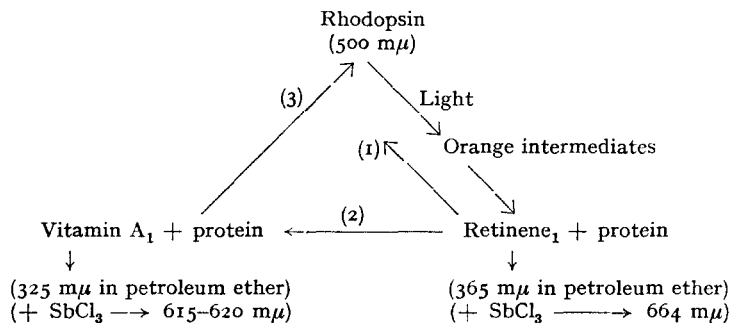 Rhodopsin
(500 mμ)
(3)
Light
(1)
Orange intermediates
Vitamin A₁ + protein
(2)
Retinene₁ + protein
(325 mμ in petroleum ether)
(365 mμ in petroleum ether)
(+ SbCl₃ → 615–620 mμ)
(+ SbCl₃ → 664 mμ)